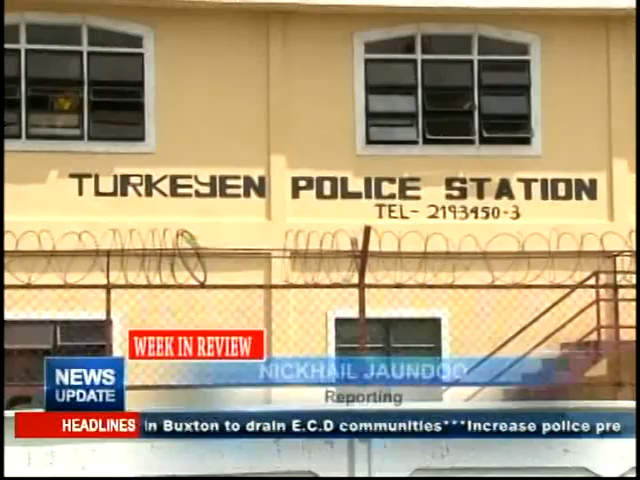 TURKEYEN POLICE STATION
TEL- 2193450-3
WEEK IN REVIEW
NEWS
UPDATE
NICKHAIL JAUNDOO
Reporting
HEADLINES
in Buxton to drain E.C.D communities***Increase police pre